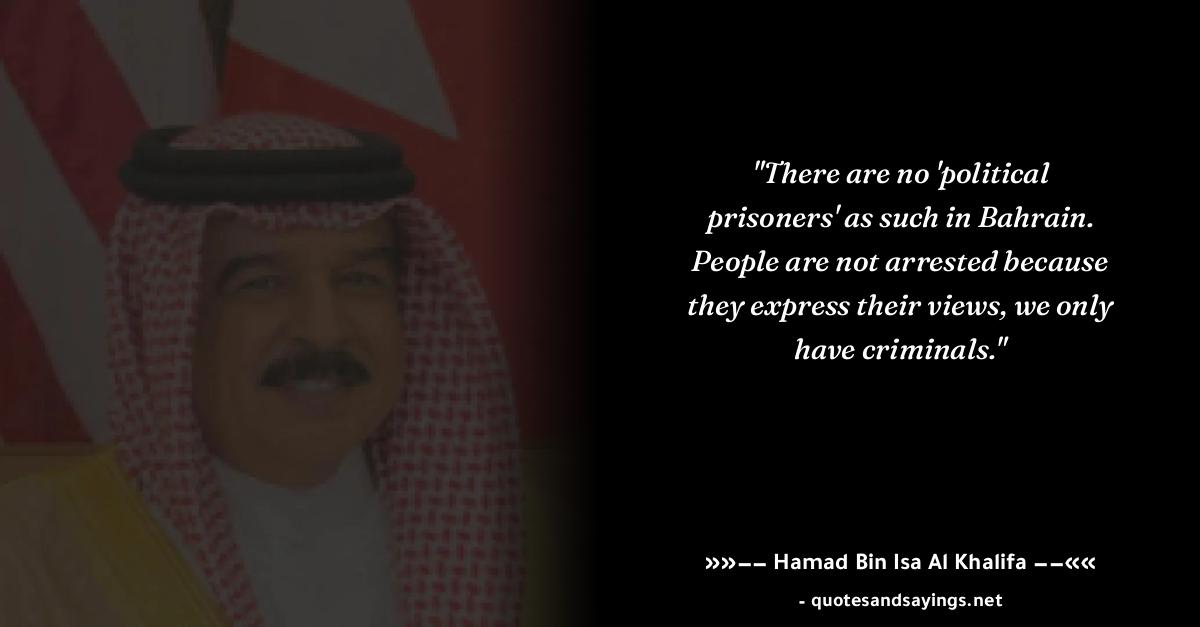 "There are no 'political
prisoners' as such in Bahrain.
People are not arrested because
they express their views, we only
have criminals."
»»−− Hamad Bin Isa Al Khalifa −−««
- quotesandsayings.net